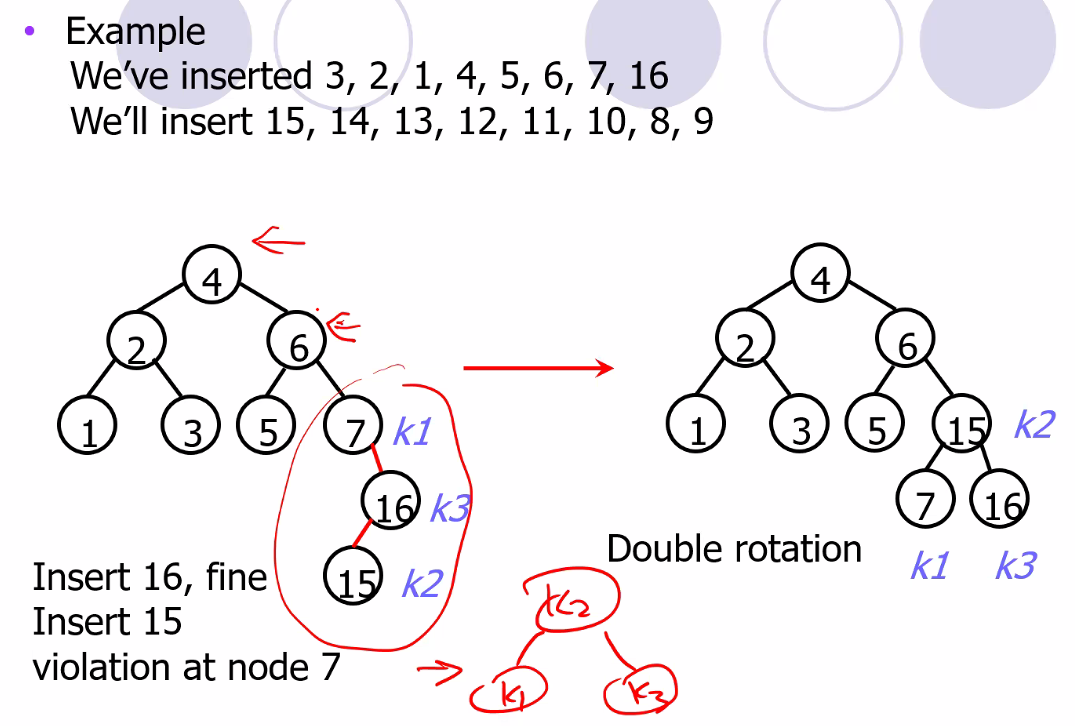 • Example
We've inserted 3, 2, 1, 4, 5, 6, 7, 16
We'll insert 15, 14, 13, 12, 11, 10, 8, 9
4
2
6
1 3 5 7 k1
16 k3
15 k2
4
2
6
1 3 5 15 k2
7 16
k1 k3
Double rotation
Insert 16, fine
Insert 15
violation at node 7
k2
k1 k3